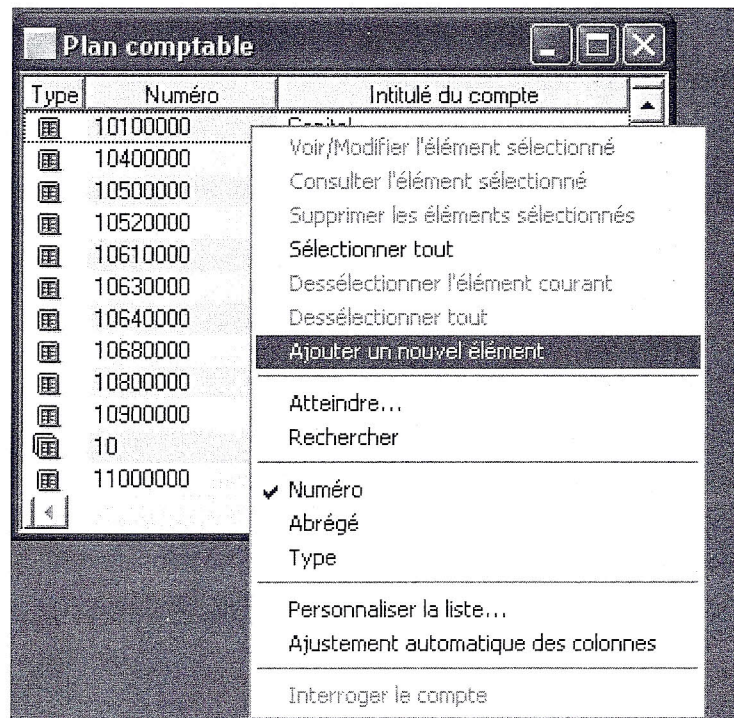 Plan comptable
Type Numéro Intitulé du compte
10100000 Capital
10400000
10500000
10520000
10610000
10630000
10640000
10680000
10800000
10900000
10
11000000
Voir/Modifier l'élément sélectionné
Consulter l'élément sélectionné
Supprimer les éléments sélectionnés
Sélectionner tout
Dessélectionner l'élément courant
Dessélectionner tout
Ajouter un nouvel élément
Atteindre...
Rechercher
Numéro
Abrégé
Type
Personnaliser la liste...
Ajustement automatique des colonnes
Interroger le compte